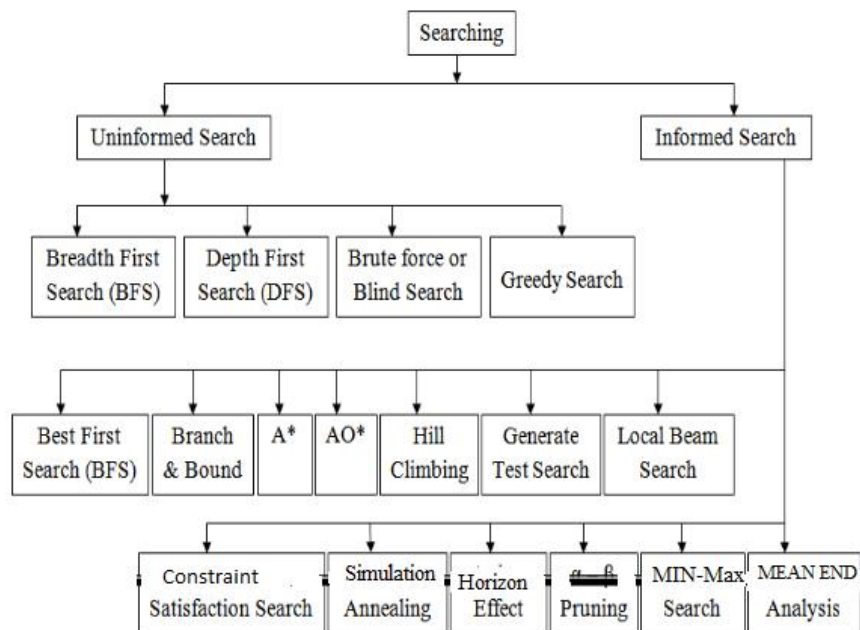 Searching
Uninformed Search
Informed Search
Breadth First
Search (BFS)
Depth First
Search (DFS)
Brute force or
Blind Search
Greedy Search
Best First
Search (BFS)
Branch
& Bound
A*
AO*
Hill
Climbing
Generate
Test Search
Local Beam
Search
Constraint
Satisfaction Search
Simulation
Annealing
Horizon
Effect
α–β
Pruning
MIN-Max
Search
MEAN END
Analysis